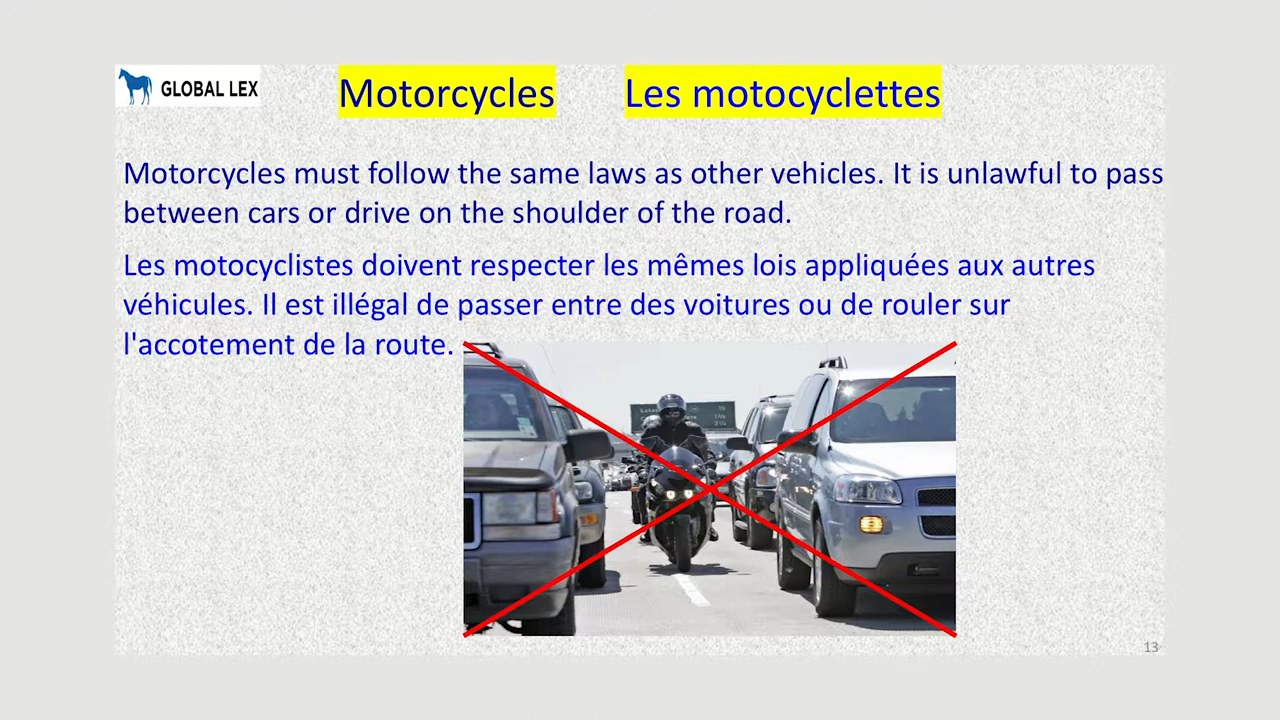 GLOBAL LEX
Motorcycles Les motocyclettes
Motorcycles must follow the same laws as other vehicles. It is unlawful to pass
between cars or drive on the shoulder of the road.
Les motocyclistes doivent respecter les mêmes lois appliquées aux autres
véhicules. Il est illégal de passer entre des voitures ou de rouler sur
l'accotement de la route.
13